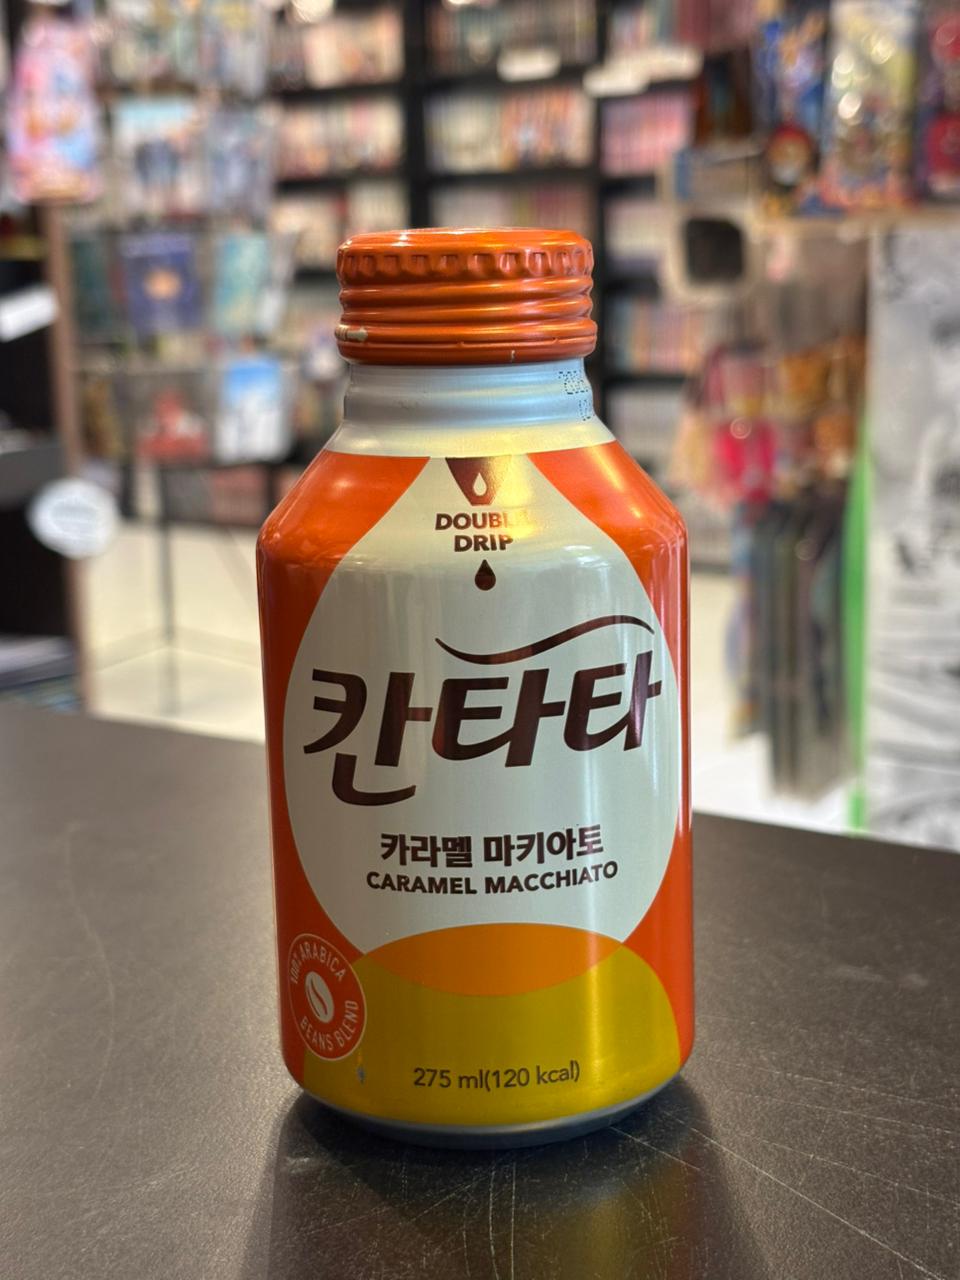 DOUBLE
DRIP
칸타타
카라멜 마키아토
CARAMEL MACCHIATO
100% ARABICA
BEANS BLEND
275 ml(120 kcal)